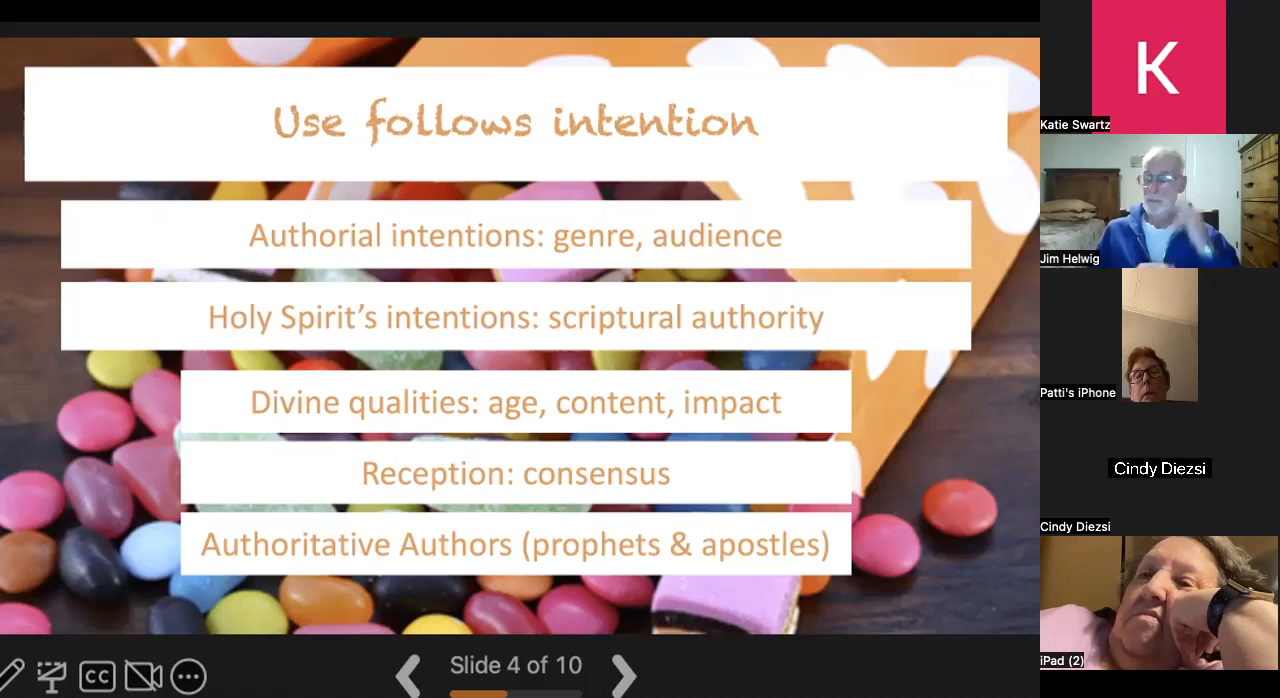 Use follows intention
Authorial intentions: genre, audience
Holy Spirit's intentions: scriptural authority
Divine qualities: age, content, impact
Reception: consensus
Authoritative Authors (prophets & apostles)
CC
Slide 4 of 10
K
Katie Swartz
Jim Helwig
Patti's iPhone
Cindy Diezsi
Cindy Diezsi
iPad (2)